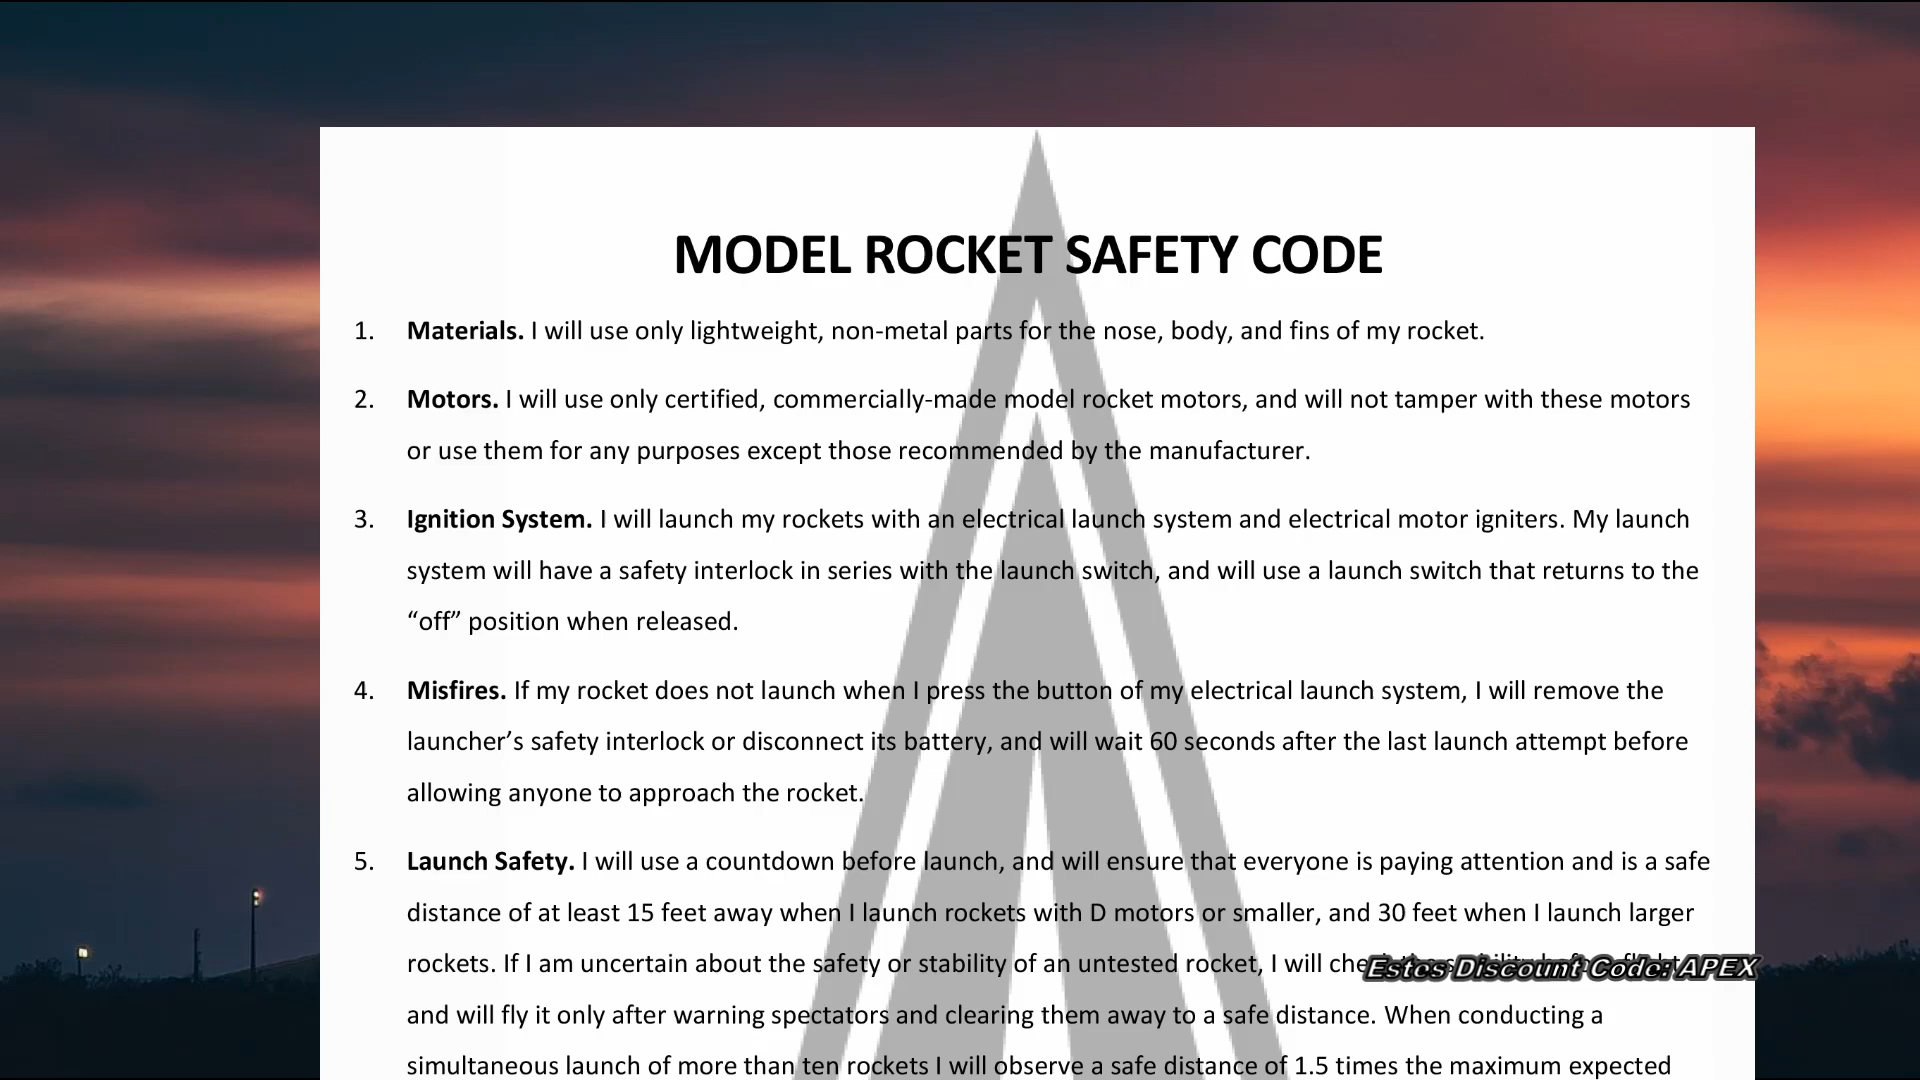 MODEL ROCKET SAFETY CODE
1. Materials. I will use only lightweight, non-metal parts for the nose, body, and fins of my rocket.
2. Motors. I will use only certified, commercially-made model rocket motors, and will not tamper with these motors
or use them for any purposes except those recommended by the manufacturer.
3. Ignition System. I will launch my rockets with an electrical launch system and electrical motor igniters. My launch
system will have a safety interlock in series with the launch switch, and will use a launch switch that returns to the
“off” position when released.
4. Misfires. If my rocket does not launch when I press the button of my electrical launch system, I will remove the
launcher’s safety interlock or disconnect its battery, and will wait 60 seconds after the last launch attempt before
allowing anyone to approach the rocket.
5. Launch Safety. I will use a countdown before launch, and will ensure that everyone is paying attention and is a safe
distance of at least 15 feet away when I launch rockets with D motors or smaller, and 30 feet when I launch larger
rockets. If I am uncertain about the safety or stability of an untested rocket, I will
Estes Discount Code: APEX
and will fly it only after warning spectators and clearing them away to a safe distance. When conducting a
simultaneous launch of more than ten rockets I will observe a safe distance of 1.5 times the maximum expected